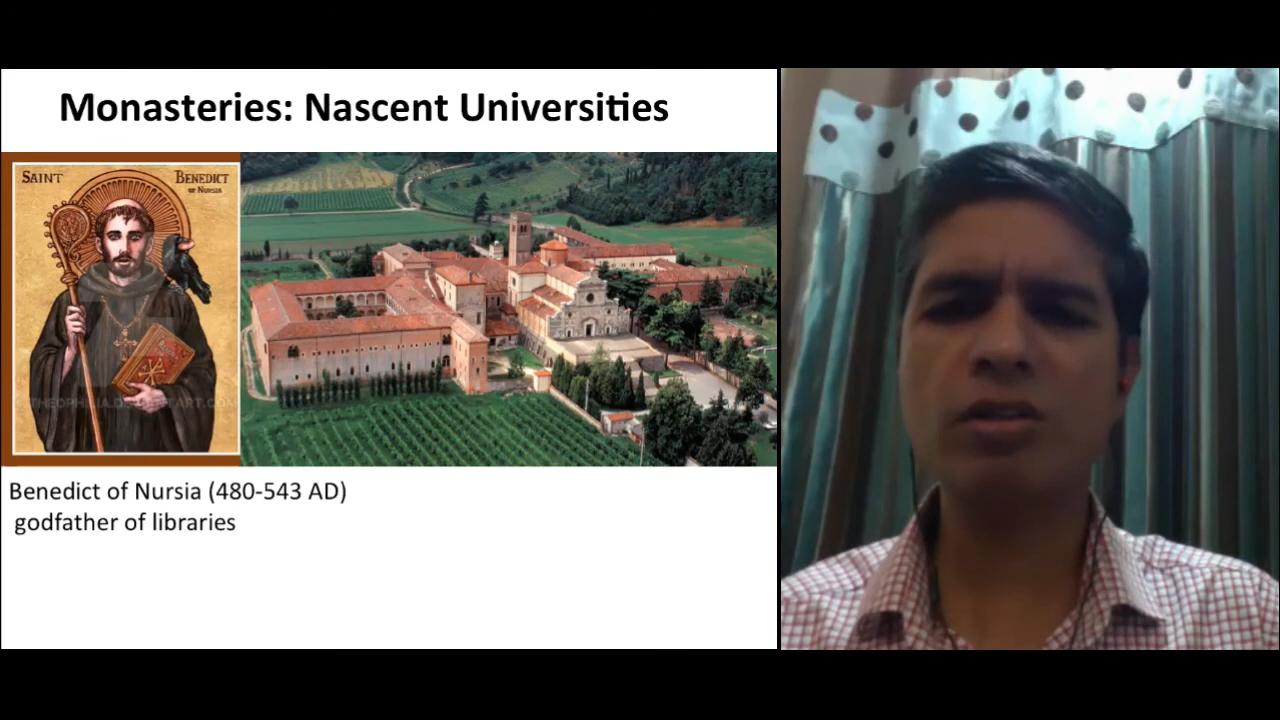 Monasteries: Nascent Universities
SAINT
BENEDICT
OF NURSIA
Benedict of Nursia (480-543 AD)
godfather of libraries